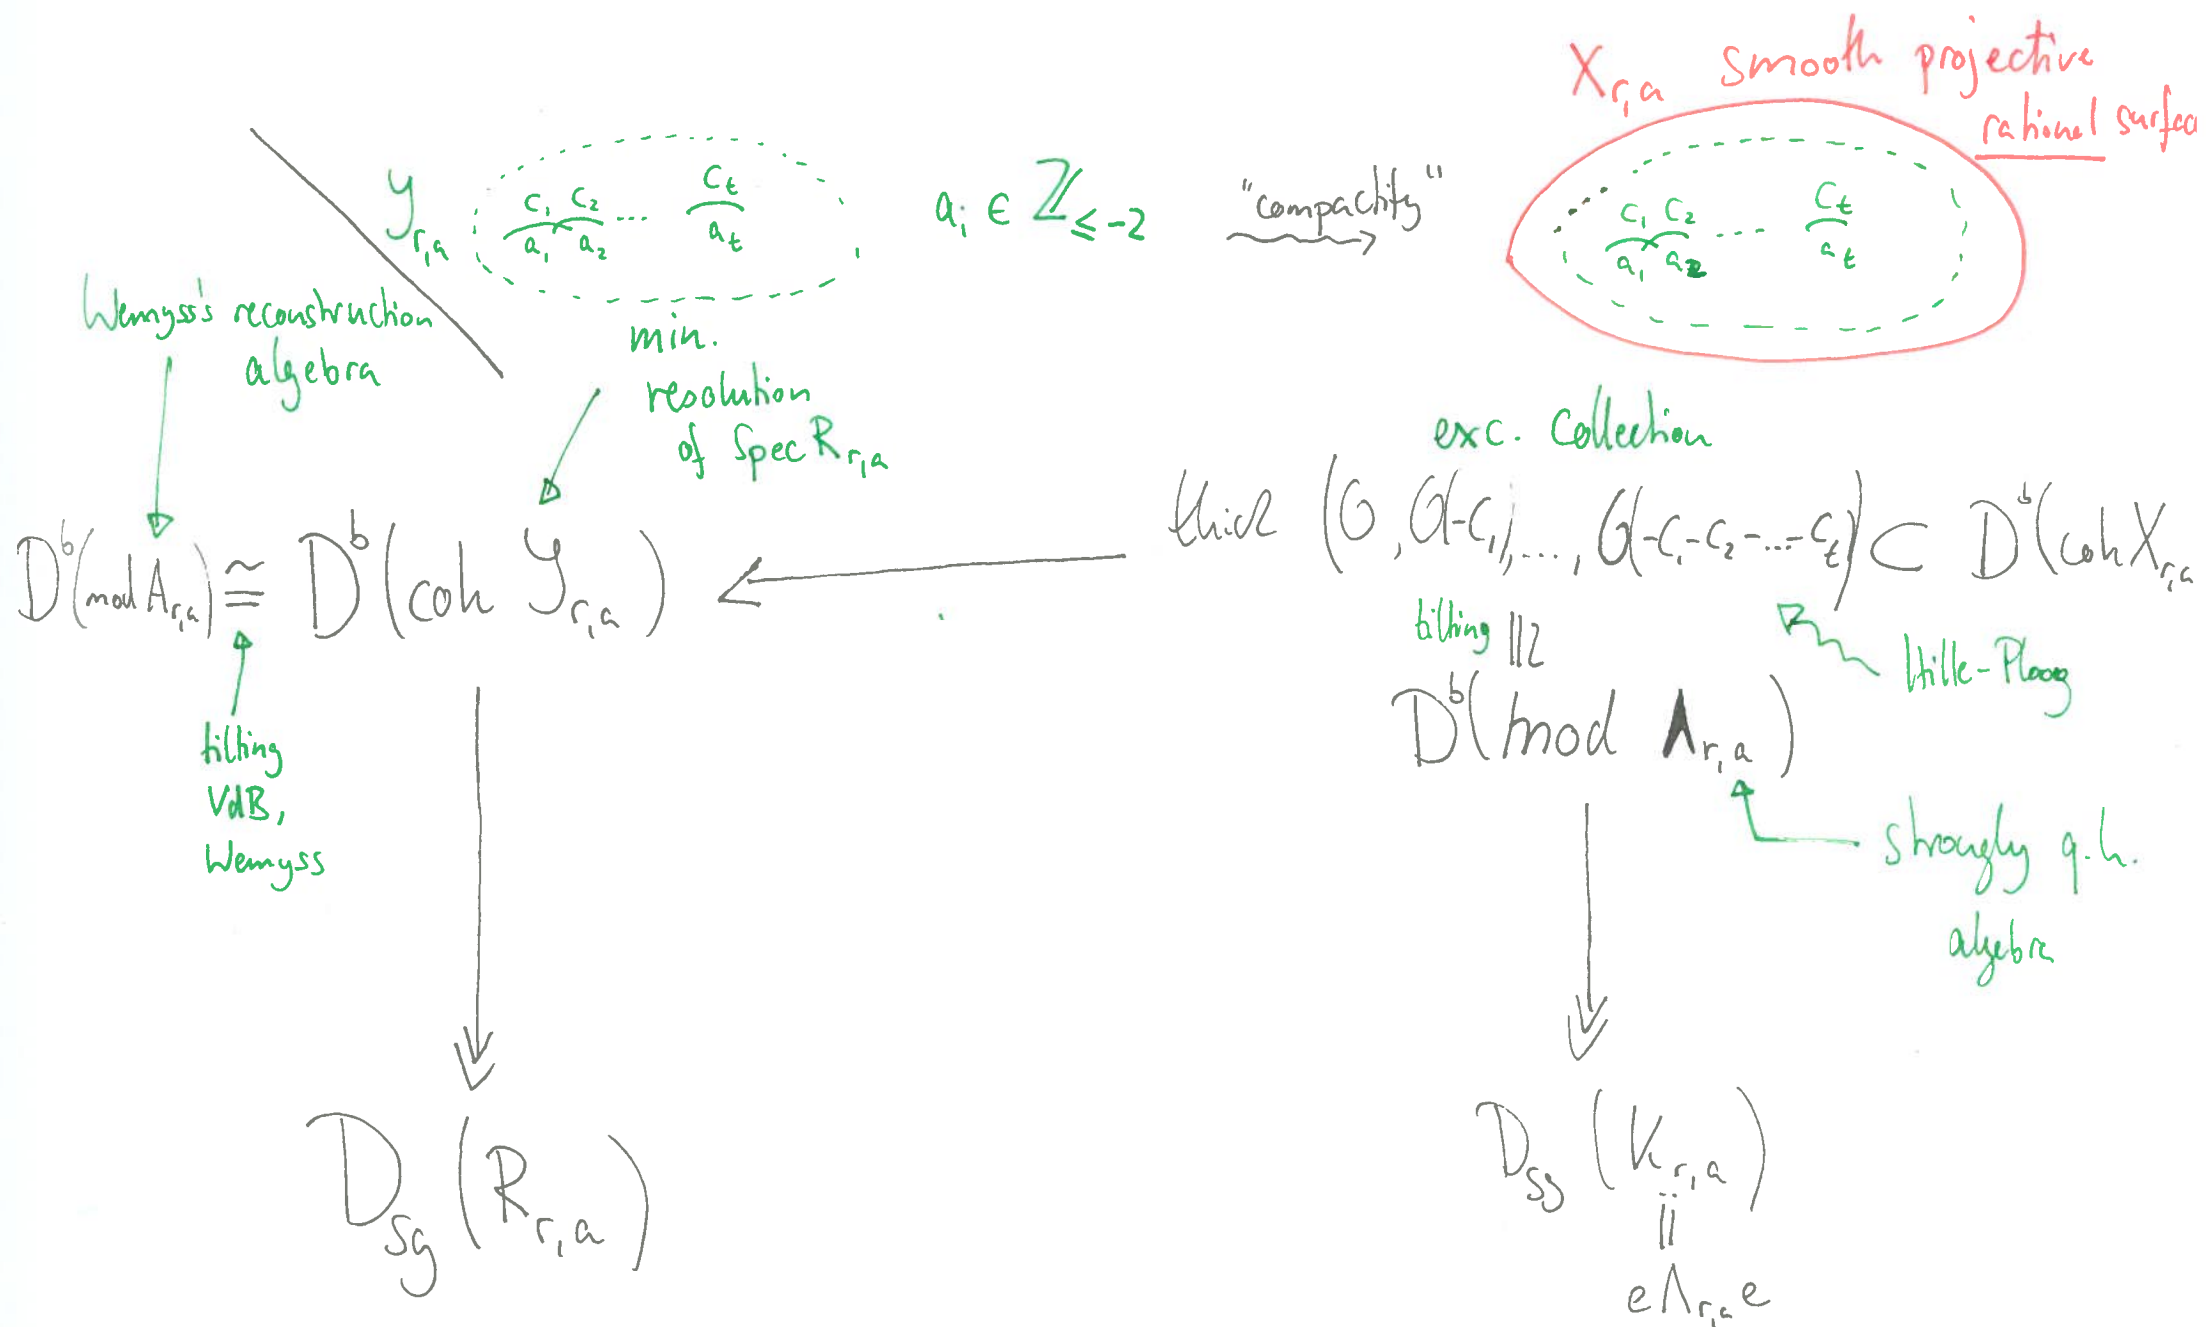 X_{r,a} smooth projective
rational surfac
Y_{r,a}
C_1 C_2 ... C_t
a_1 a_2 a_t
a_i ∈ ℤ_{≤-2}
"compactify"
C_1 C_2 .... C_t
a_1 a_2 a_t
Wemyss's reconstruction
algebra
min.
resolution
of Spec R_{r,a}
exc. Collection
D^b(mod A_{r,a}) ≅ D^b(coh Y_{r,a})
thick (O, O(-C_1), ..., O(-C_1-C_2-...-C_t)) ⊂ D^b(coh X_{r,a}
tilting
Hille-Ploog
D^b(mod Λ_{r,a})
tilting
VdB,
Wemyss
strongly q.h.
algebra
D_{sg}(R_{r,a})
D_{sg}(K_{r,a})
eΛ_{r,a}e